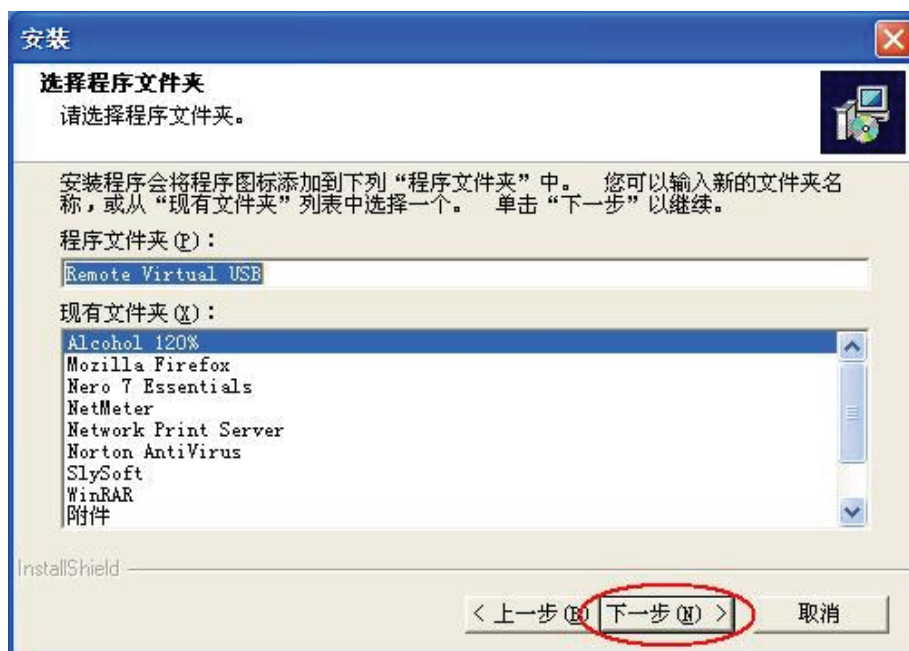 安装
选择程序文件夹
请选择程序文件夹。
安装程序会将程序图标添加到下列“程序文件夹”中。 您可以输入新的文件夹名
称，或从“现有文件夹”列表中选择一个。 单击“下一步”以继续。
程序文件夹(P)：
Remote Virtual USB
现有文件夹(X)：
Alcohol 120%
Mozilla Firefox
Nero 7 Essentials
NetMeter
Network Print Server
Norton AntiVirus
SlySoft
WinRAR
附件
InstallShield
< 上一步(B) 下一步(N) > 取消